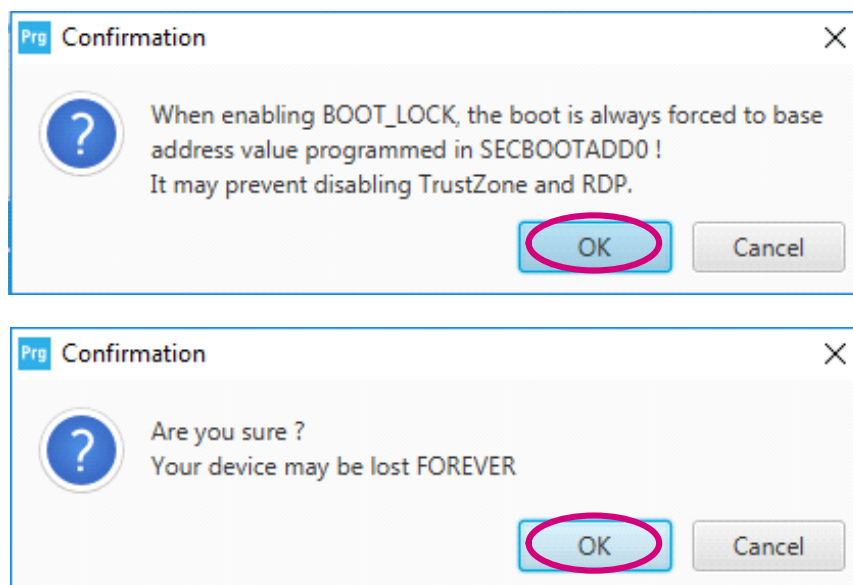 Prg Confirmation
When enabling BOOT_LOCK, the boot is always forced to base
address value programmed in SECBOOTADD0 !
It may prevent disabling TrustZone and RDP.
OK Cancel
Prg Confirmation
Are you sure ?
Your device may be lost FOREVER
OK Cancel